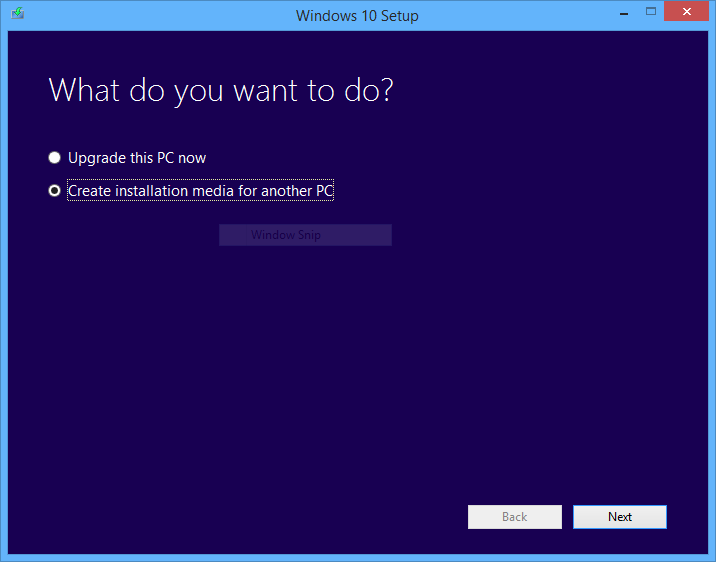 Windows 10 Setup
What do you want to do?
Upgrade this PC now
Create installation media for another PC
Window Snip
Back
Next